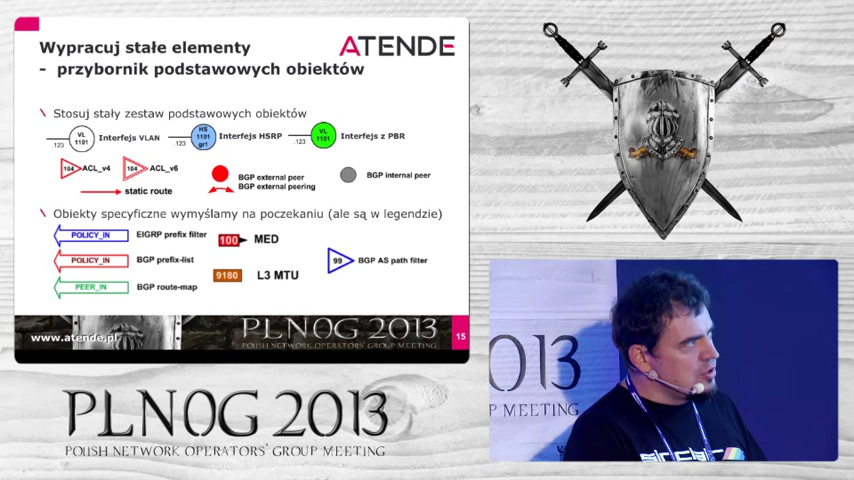 Wypracuj stałe elementy
- przybornik podstawowych obiektów
ATENDE
\ Stosuj stały zestaw podstawowych obiektów
VL 1101 .123 Interfejs VLAN
HS 1101 gr1 .123 Interfejs HSRP
VL 1101 .123 Interfejs z PBR
104 ACL_v4
104 ACL_v6
static route
BGP external peer
BGP external peering
BGP internal peer
\ Obiekty specyficzne wymyślamy na poczekaniu (ale są w legendzie)
POLICY_IN EIGRP prefix filter
100 MED
POLICY_IN BGP prefix-list
99 BGP AS path filter
9180 L3 MTU
PEER_IN BGP route-map
www.atende.pl
PLNOG 2013
POLISH NETWORK OPERATORS' GROUP MEETING
15
PLNOG 2013
POLISH NETWORK OPERATORS' GROUP MEETING
013
P MEETING
sinclair